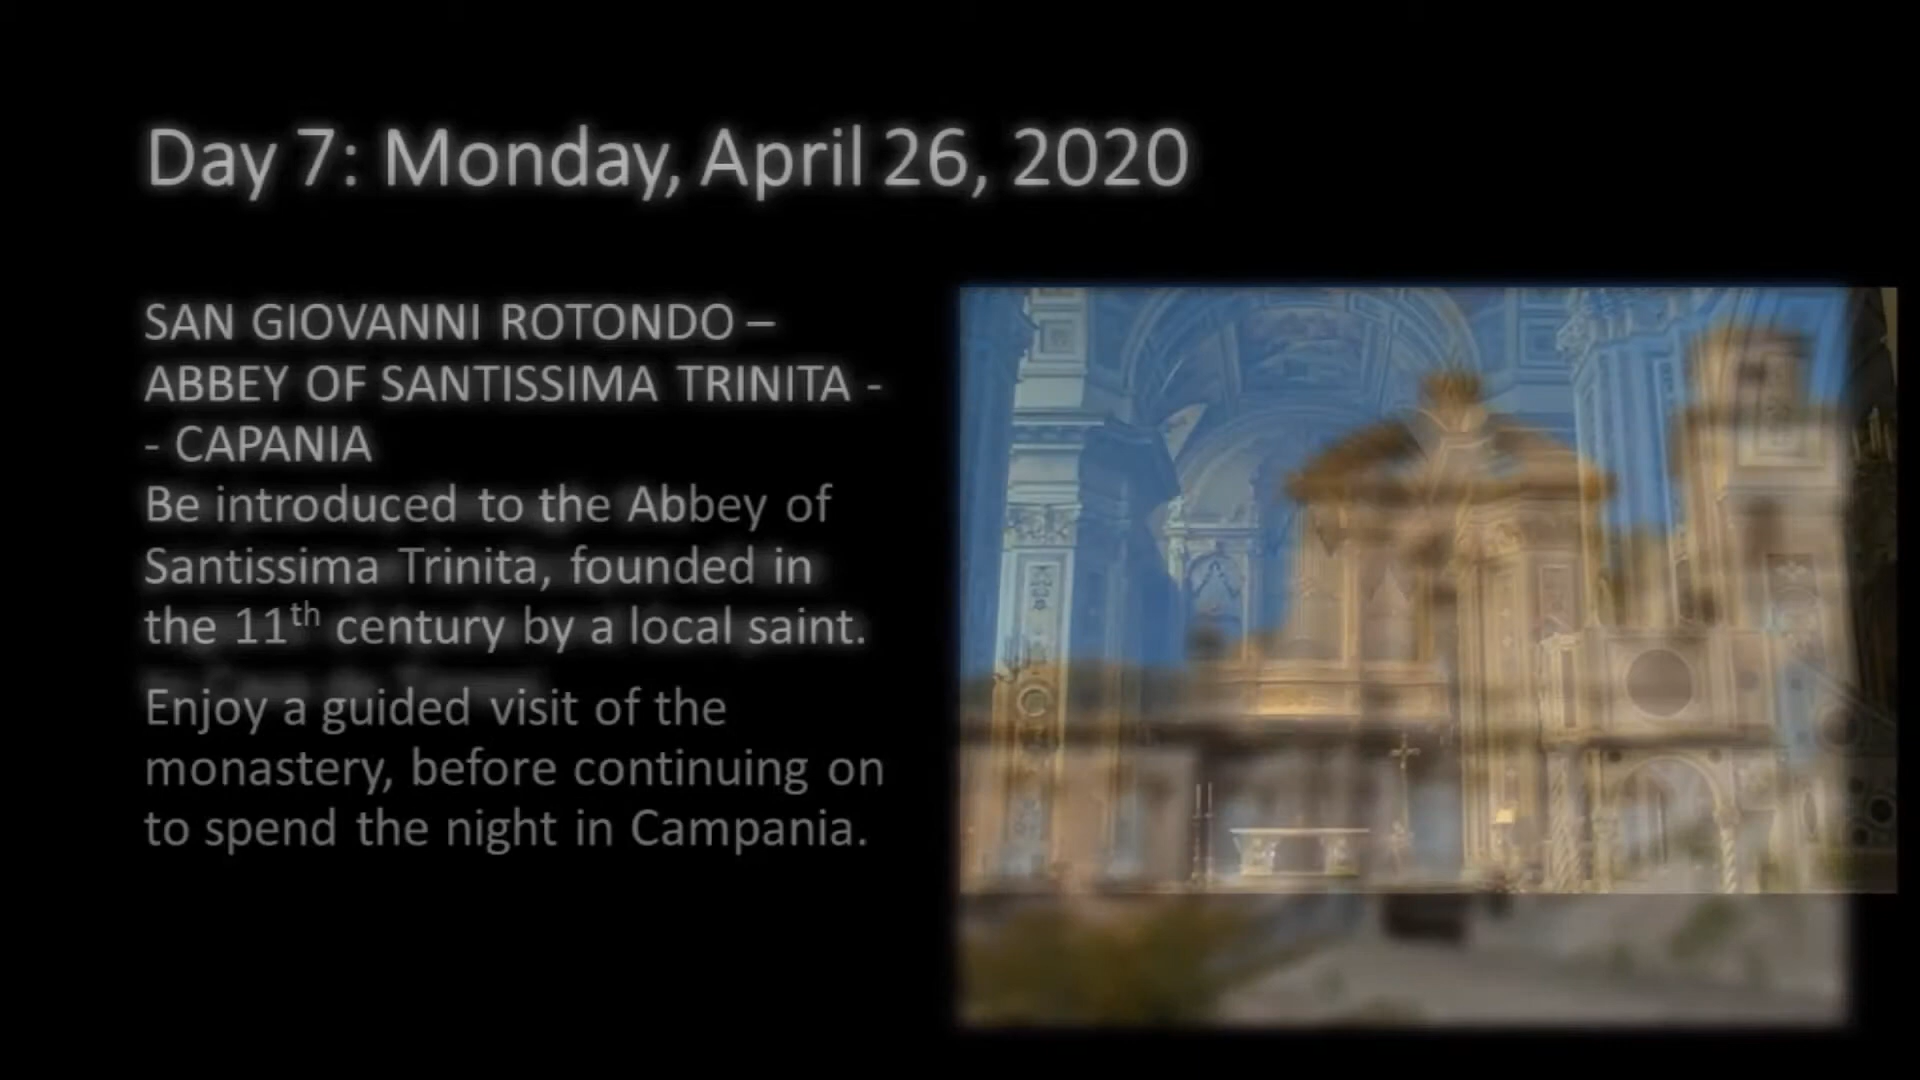 Day 7: Monday, April 26, 2020
SAN GIOVANNI ROTONDO –
ABBEY OF SANTISSIMA TRINITA -
- CAPANIA
Be introduced to the Abbey of
Santissima Trinita, founded in
the 11th century by a local saint.
Enjoy a guided visit of the
monastery, before continuing on
to spend the night in Campania.